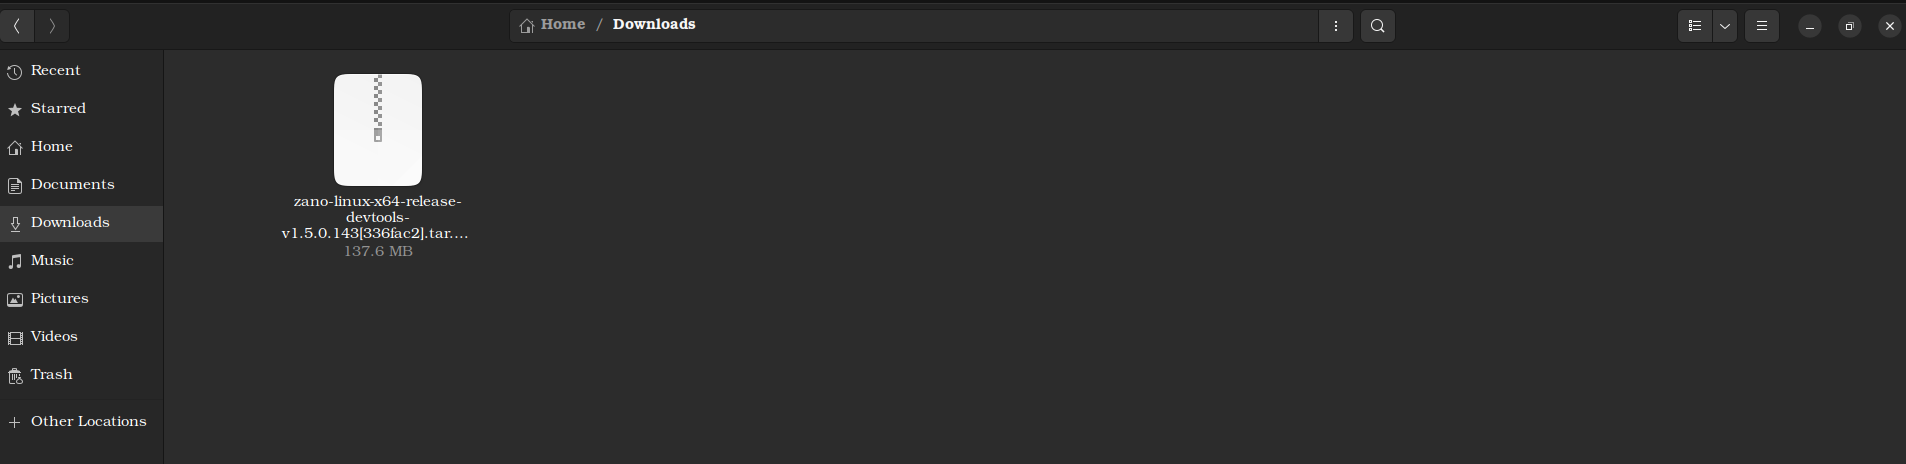 Home / Downloads
Recent
Starred
Home
Documents
Downloads
Music
Pictures
Videos
Trash
Other Locations
zano-linux-x64-release-
devtools-
v1.5.0.143[336fac2].tar.…
137.6 MB